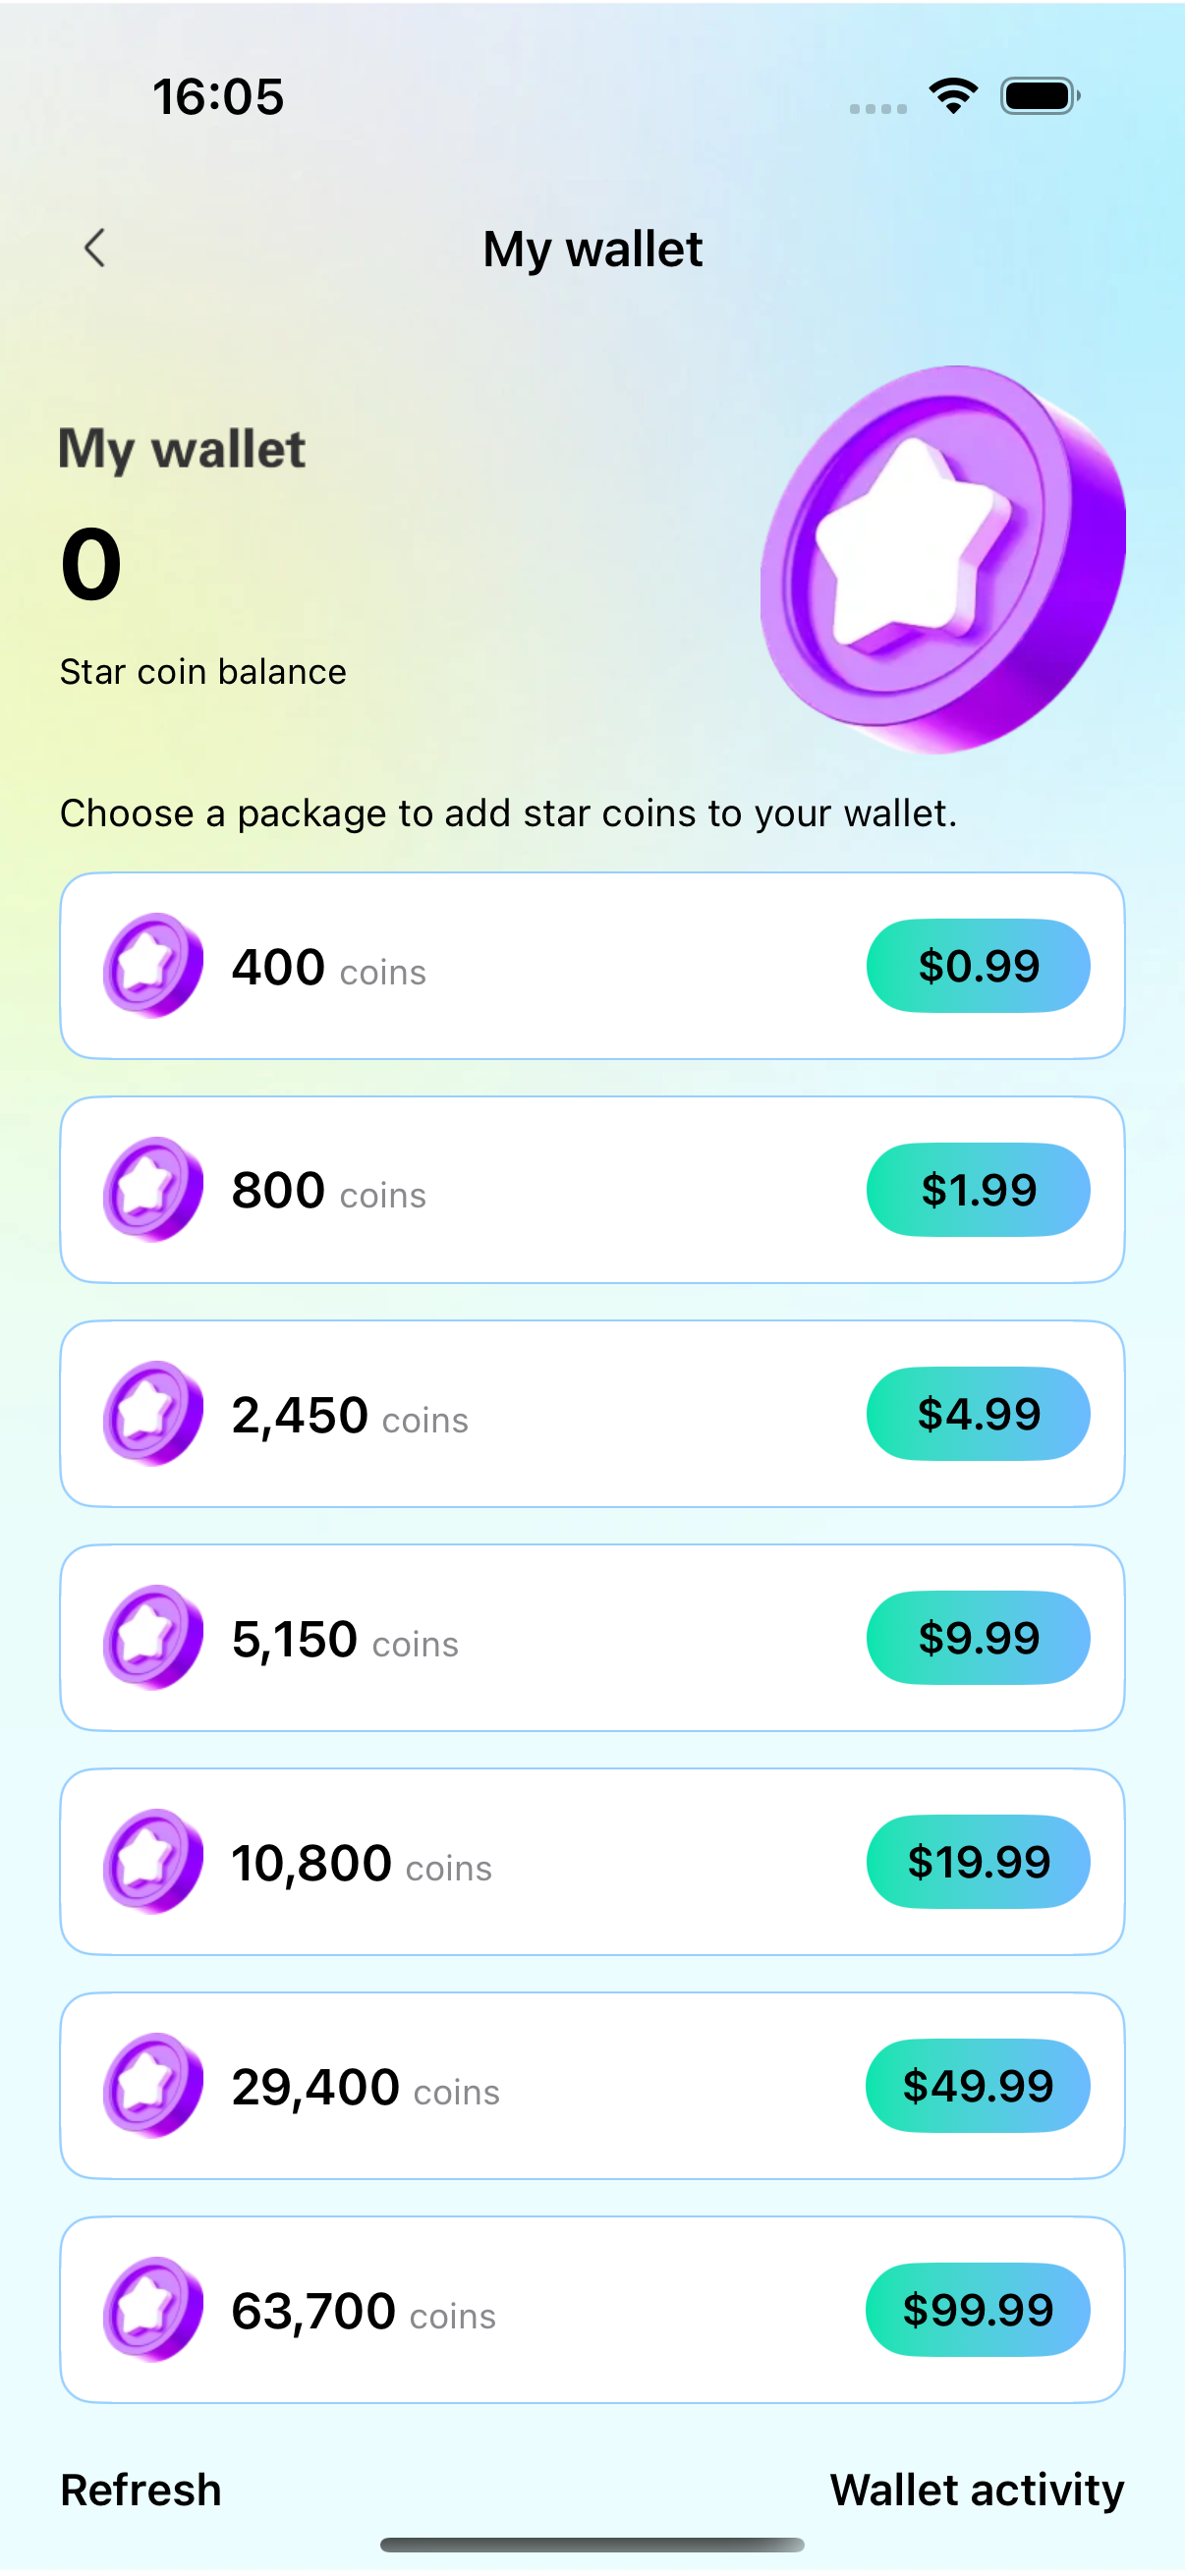 16:05
My wallet
My wallet
0
Star coin balance
Choose a package to add star coins to your wallet.
400 coins $0.99
800 coins $1.99
2,450 coins $4.99
5,150 coins $9.99
10,800 coins $19.99
29,400 coins $49.99
63,700 coins $99.99
Refresh Wallet activity